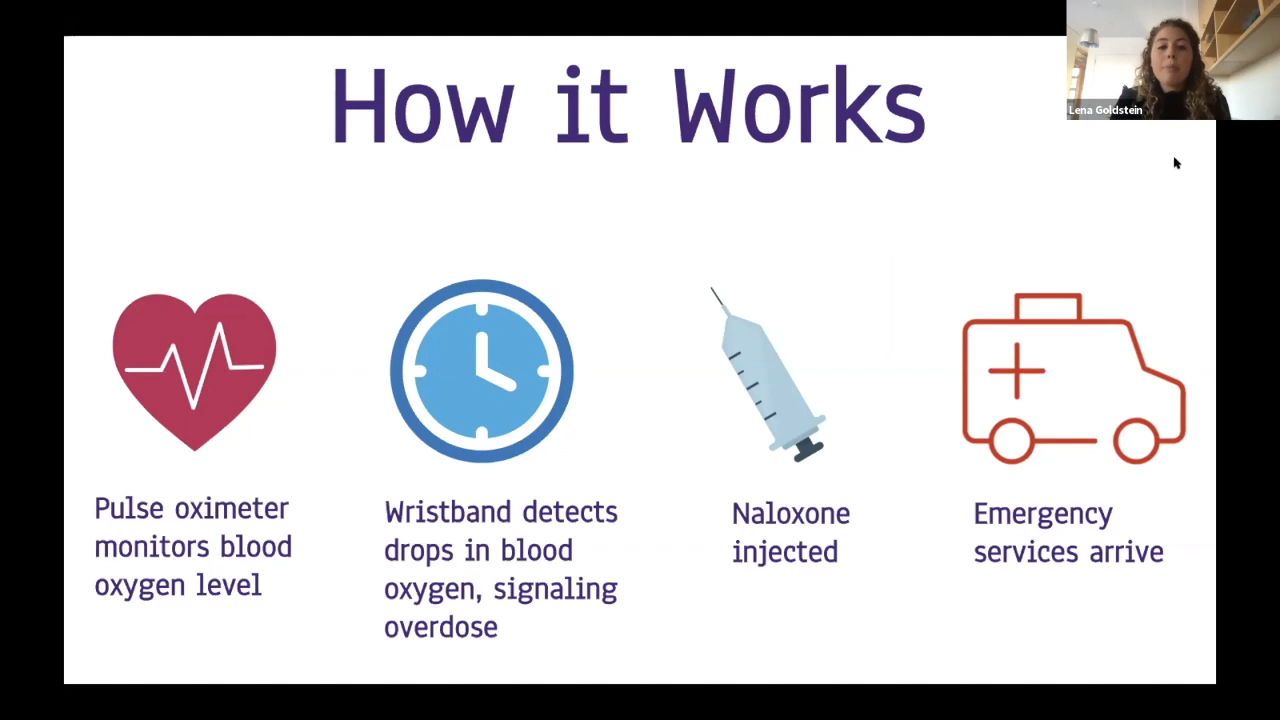 How it Works
Lena Goldstein
Pulse oximeter
monitors blood
oxygen level
Wristband detects
drops in blood
oxygen, signaling
overdose
Naloxone
injected
Emergency
services arrive